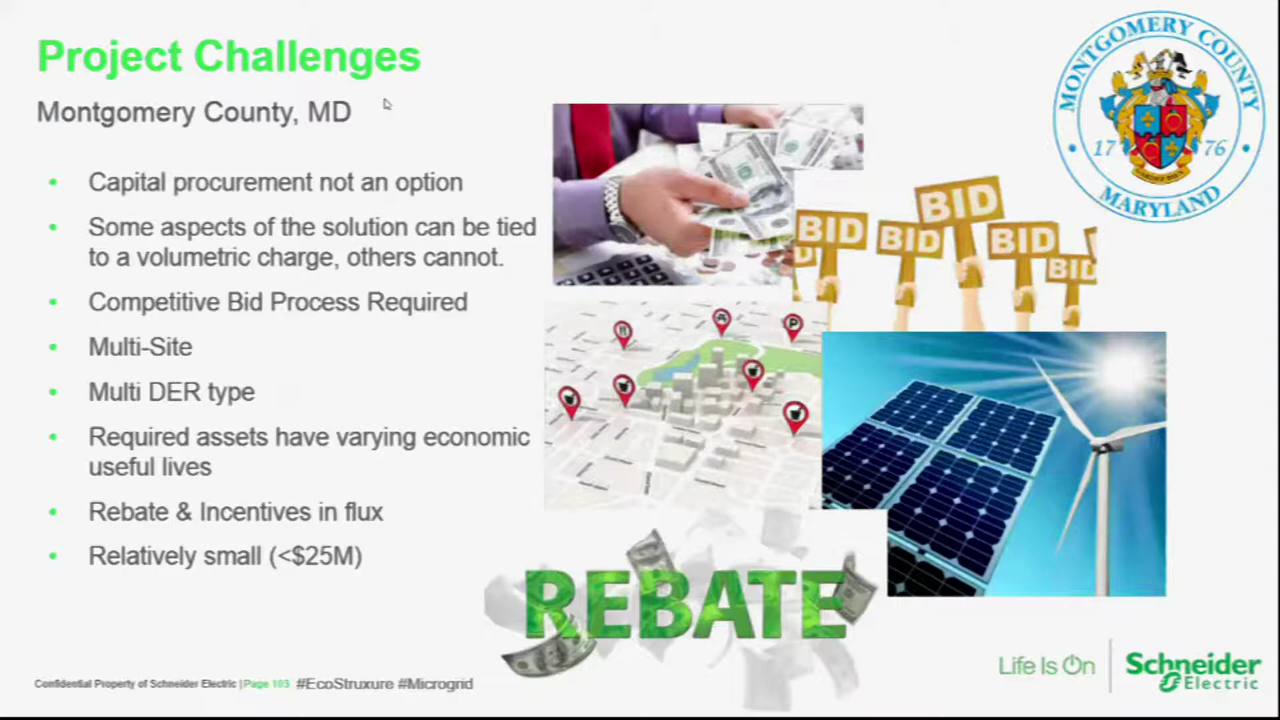 Project Challenges
Montgomery County, MD
• Capital procurement not an option
• Some aspects of the solution can be tied
to a volumetric charge, others cannot.
• Competitive Bid Process Required
• Multi-Site
• Multi DER type
• Required assets have varying economic
useful lives
• Rebate & Incentives in flux
• Relatively small (<$25M)
MONTGOMERY COUNTY
17 76
MARYLAND
BID
BID
BID
BID
BID
P
REBATE
Confidential Property of Schneider Electric | Page 103 #EcoStruxure #Microgrid
Life Is On
Schneider
Electric